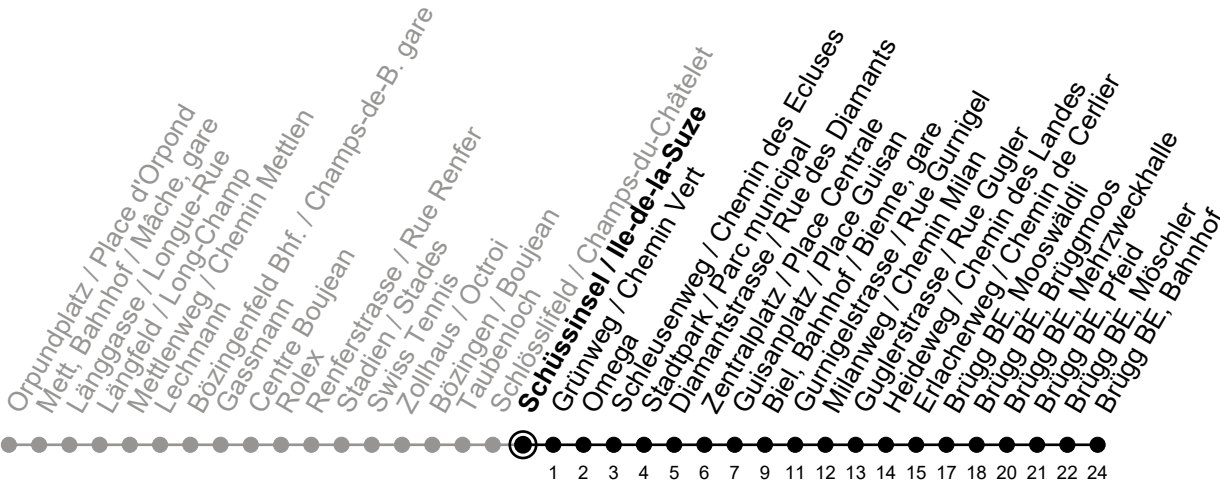 Orpundplatz / Place d'Orpond
Mett, Bahnhof / Mâche, gare
Länggasse / Longue-Rue
Längfeld / Long-Champ
Mettlenweg / Chemin Mettlen
Lechmann
Bözingenfeld Bhf. / Champs-de-B. gare
Gassmann
Centre Boujean
Rolex
Renferstrasse / Rue Renfer
Stadien / Stades
Swiss Tennis
Zollhaus / Octroi
Bözingen / Boujean
Taubenloch
Schlösslifeld / Champs-du-Châtelet
Schüssinsel / Ile-de-la-Suze
Grünweg / Chemin Vert
Omega
Schleusenweg / Chemin des Ecluses
Stadtpark / Parc municipal
Diamantstrasse / Rue des Diamants
Zentralplatz / Place Centrale
Guisanplatz / Place Guisan
Biel, Bahnhof / Bienne, gare
Gurnigelstrasse / Rue Gurnigel
Milanweg / Chemin Milan
Guglerstrasse / Rue Gugler
Heideweg / Chemin des Landes
Erlacherweg / Chemin de Cerlier
Brügg BE, Mooswäldli
Brügg BE, Brüggmoos
Brügg BE, Mehrzweckhalle
Brügg BE, Pfeid
Brügg BE, Möschler
Brügg BE, Bahnhof
1 2 3 4 5 6 7 9 11 12 13 14 15 17 18 20 21 22 24